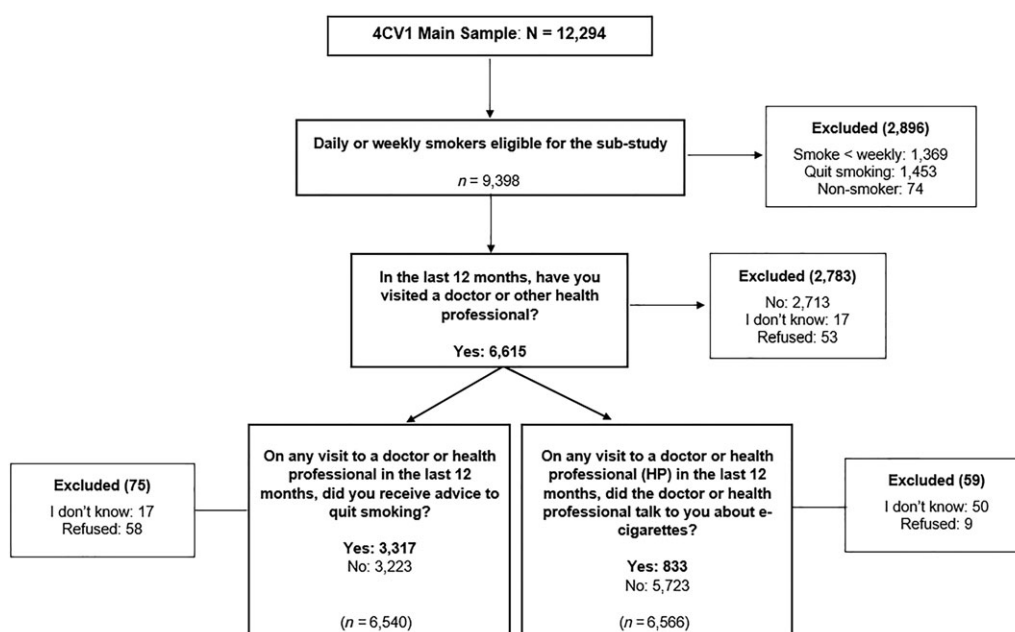 4CV1 Main Sample: N = 12,294
Daily or weekly smokers eligible for the sub-study
n = 9,398
Excluded (2,896)
Smoke < weekly: 1,369
Quit smoking: 1,453
Non-smoker: 74
In the last 12 months, have you
visited a doctor or other health
professional?
Yes: 6,615
Excluded (2,783)
No: 2,713
I don't know: 17
Refused: 53
Excluded (75)
I don't know: 17
Refused: 58
On any visit to a doctor or health
professional in the last 12
months, did you receive advice to
quit smoking?
Yes: 3,317
No: 3,223
(n = 6,540)
On any visit to a doctor or health
professional (HP) in the last 12
months, did the doctor or health
professional talk to you about e-
cigarettes?
Yes: 833
No: 5,723
(n = 6,566)
Excluded (59)
I don't know: 50
Refused: 9